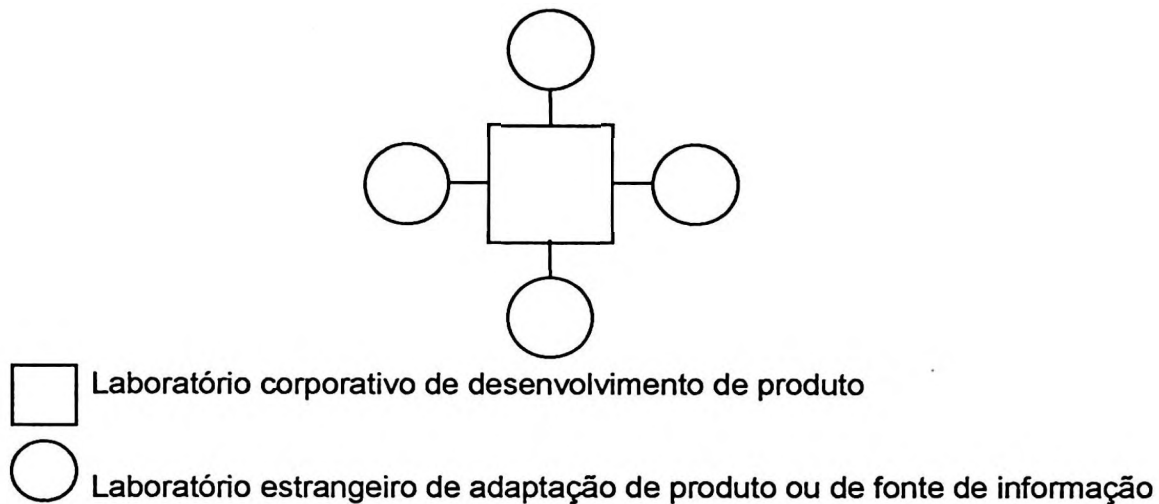 Laboratório corporativo de desenvolvimento de produto
Laboratório estrangeiro de adaptação de produto ou de fonte de informação